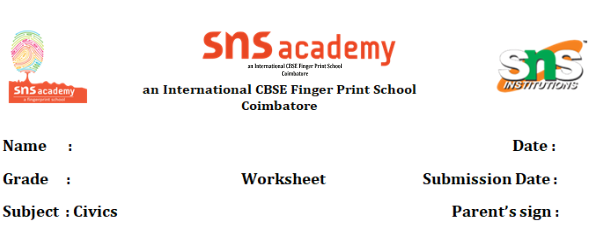 sns academy
an International CBSE Finger Print School
Coimbatore
sns academy
a fingerprint school
sns
INSTITUTIONS
TM
an International CBSE Finger Print School
Coimbatore
Name :
Date :
Grade :
Worksheet
Submission Date :
Subject : Civics
Parent's sign :